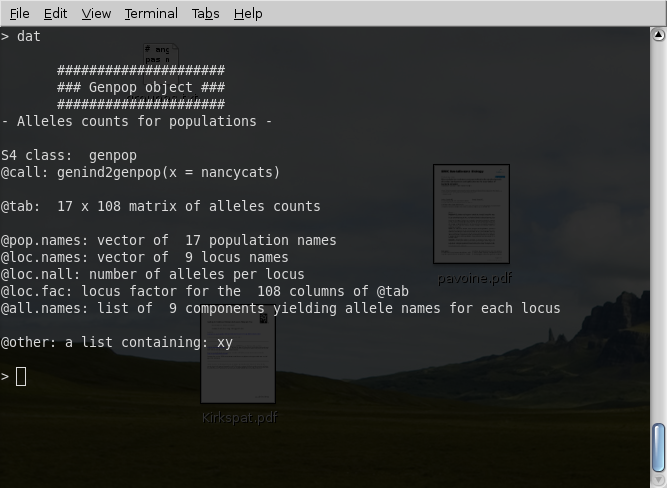 File Edit View Terminal Tabs Help
> dat
#####################
### Genpop object ###
#####################
- Alleles counts for populations -
S4 class:  genpop
@call: genind2genpop(x = nancycats)
@tab:  17 x 108 matrix of alleles counts
@pop.names: vector of  17 population names
@loc.names: vector of  9 locus names
@loc.nall: number of alleles per locus
@loc.fac: locus factor for the  108 columns of @tab
@all.names: list of  9 components yielding allele names for each locus
@other: a list containing: xy
>
pavoine.pdf
Kirkspat.pdf